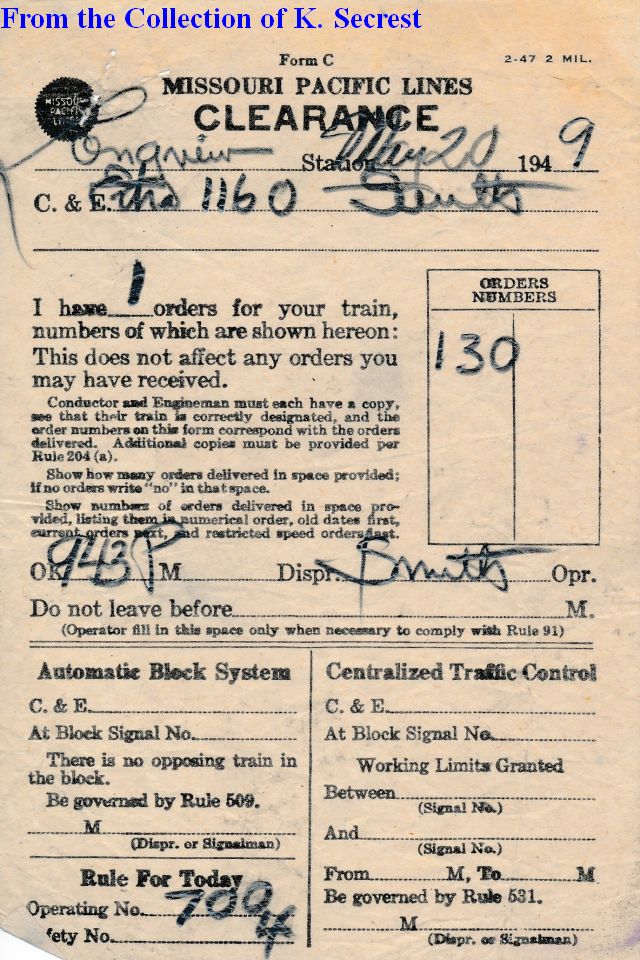 From the Collection of K. Secrest
Form C
2-47 2 MIL.
MISSOURI PACIFIC LINES
MISSOURI PACIFIC LINES
CLEARANCE
Longview Station May 20 1949
C. & E. 1160 South
I have 1 orders for your train,
numbers of which are shown hereon:
This does not affect any orders you
may have received.
Conductor and Engineman must each have a copy,
see that their train is correctly designated, and the
order numbers on this form correspond with the orders
delivered. Additional copies must be provided per
Rule 204 (a).
Show how many orders delivered in space provided;
if no orders write "no" in that space.
Show numbers of orders delivered in space pro-
vided, listing them in numerical order, old dates first,
current orders next, and restricted speed orders last.
ORDERS
NUMBERS
130
OK 943 P M Dispr. Opr.
Do not leave before M.
(Operator fill in this space only when necessary to comply with Rule 91)
Automatic Block System
C. & E.
At Block Signal No.
There is no opposing train in
the block.
Be governed by Rule 509.
M
(Dispr. or Signalman)
Rule For Today
Operating No. 700
fety No.
Centralized Traffic Control
C. & E.
At Block Signal No.
Working Limits Granted
Between
(Signal No.)
And
(Signal No.)
From M, To M
Be governed by Rule 531.
M
(Dispr. or Signalman)